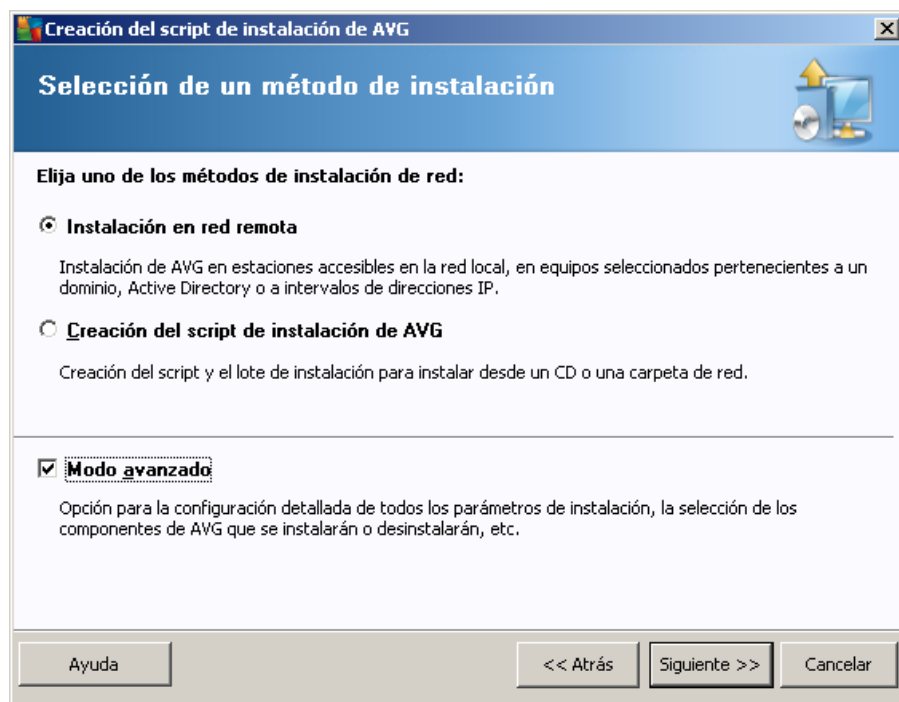 Creación del script de instalación de AVG
Selección de un método de instalación
Elija uno de los métodos de instalación de red:
Instalación en red remota
Instalación de AVG en estaciones accesibles en la red local, en equipos seleccionados pertenecientes a un
dominio, Active Directory o a intervalos de direcciones IP.
Creación del script de instalación de AVG
Creación del script y el lote de instalación para instalar desde un CD o una carpeta de red.
Modo avanzado
Opción para la configuración detallada de todos los parámetros de instalación, la selección de los
componentes de AVG que se instalarán o desinstalarán, etc.
Ayuda << Atrás Siguiente >> Cancelar